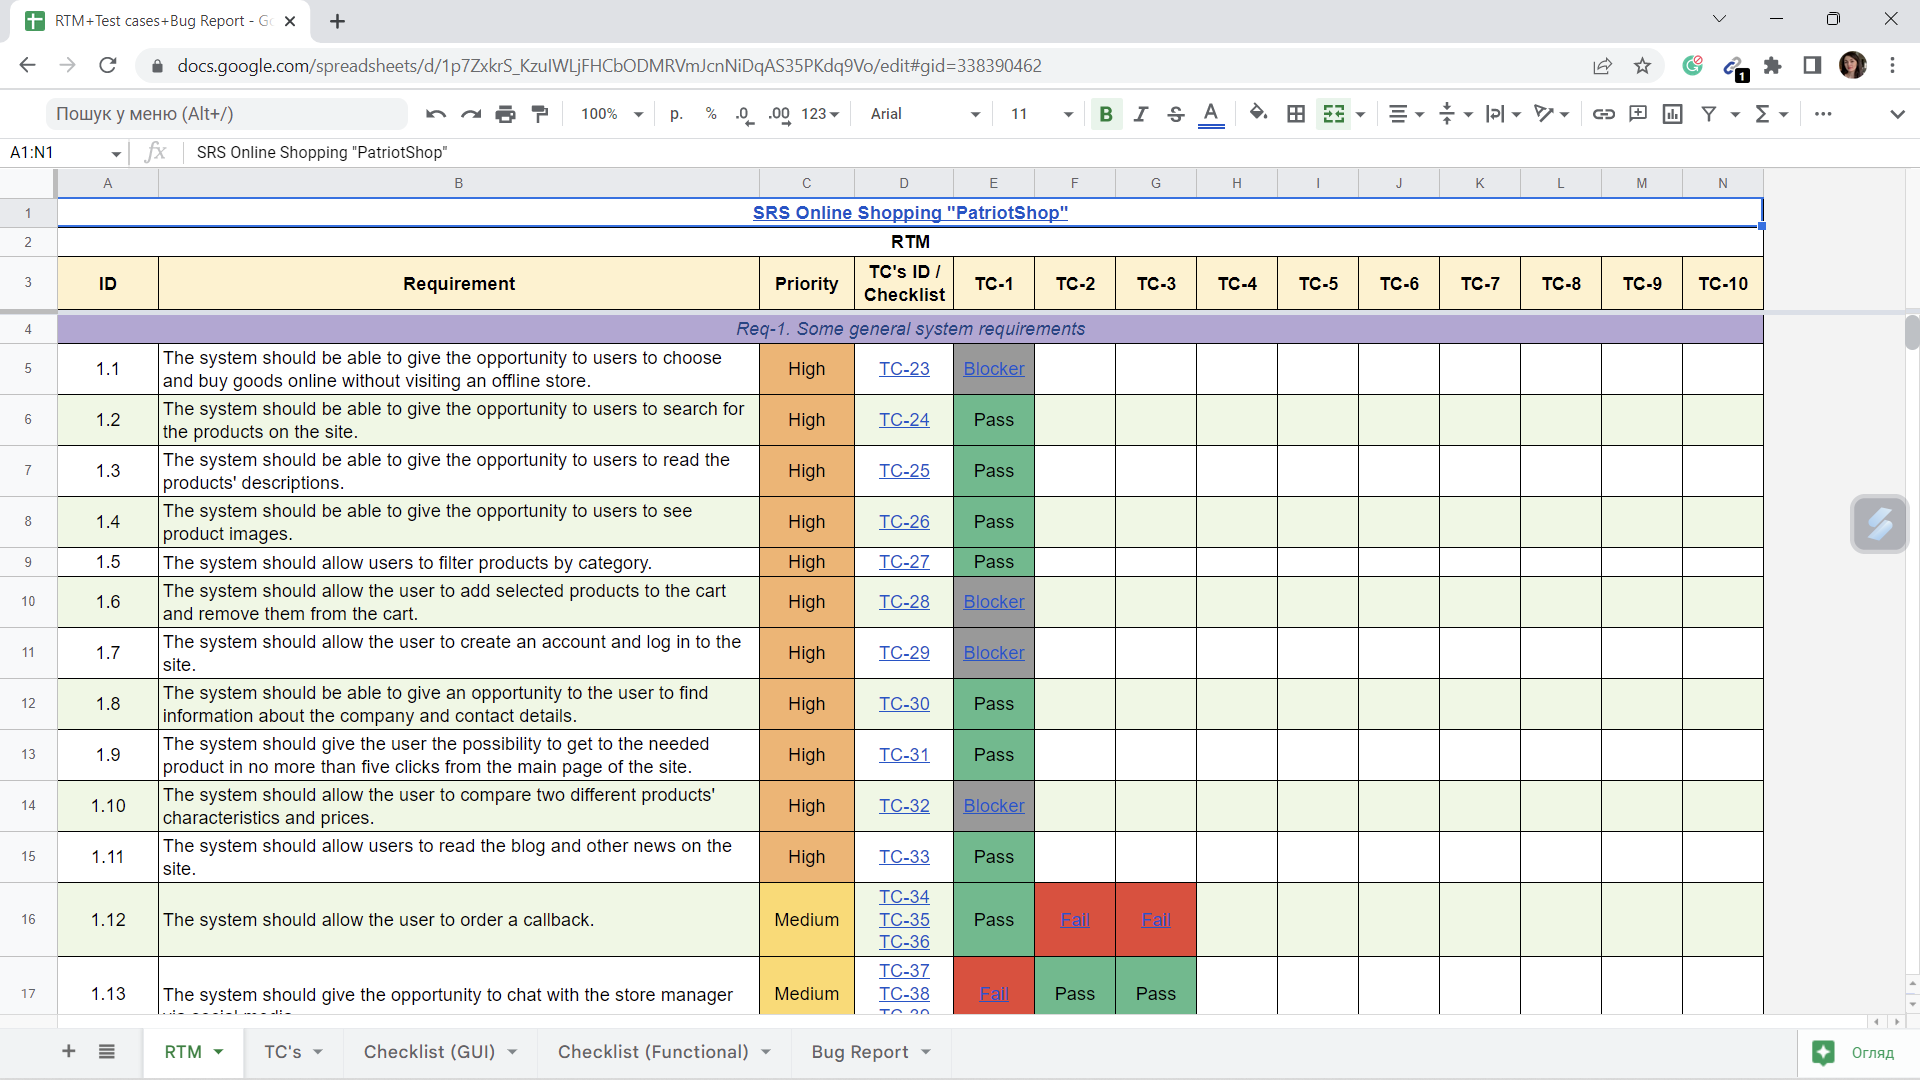 RTM+Test cases+Bug Report - Go
docs.google.com/spreadsheets/d/1p7ZxkrS_KzuIWLjFHCbODMRVmJcnNiDqAS35PKdq9Vo/edit#gid=338390462
1
Пошук у меню (Alt+/)
100%
р.
%
.0
.00
123
Arial
11
B
I
S
A
A1:N1
fx
SRS Online Shopping "PatriotShop"
A B C D E F G H I J K L M N
1 SRS Online Shopping "PatriotShop"
2 RTM
3 ID Requirement Priority TC's ID / Checklist TC-1 TC-2 TC-3 TC-4 TC-5 TC-6 TC-7 TC-8 TC-9 TC-10
4 Req-1. Some general system requirements
5 1.1 The system should be able to give the opportunity to users to choose
and buy goods online without visiting an offline store. High TC-23 Blocker
6 1.2 The system should be able to give the opportunity to users to search for
the products on the site. High TC-24 Pass
7 1.3 The system should be able to give the opportunity to users to read the
products' descriptions. High TC-25 Pass
8 1.4 The system should be able to give the opportunity to users to see
product images. High TC-26 Pass
9 1.5 The system should allow users to filter products by category. High TC-27 Pass
10 1.6 The system should allow the user to add selected products to the cart
and remove them from the cart. High TC-28 Blocker
11 1.7 The system should allow the user to create an account and log in to the
site. High TC-29 Blocker
12 1.8 The system should be able to give an opportunity to the user to find
information about the company and contact details. High TC-30 Pass
13 1.9 The system should give the user the possibility to get to the needed
product in no more than five clicks from the main page of the site. High TC-31 Pass
14 1.10 The system should allow the user to compare two different products'
characteristics and prices. High TC-32 Blocker
15 1.11 The system should allow users to read the blog and other news on the
site. High TC-33 Pass
16 1.12 The system should allow the user to order a callback. Medium TC-34
TC-35 Pass Fail Fail
TC-36
17 1.13 The system should give the opportunity to chat with the store manager Medium TC-37
TC-38 Fail Pass Pass
RTM
TC's
Checklist (GUI)
Checklist (Functional)
Bug Report
Огляд